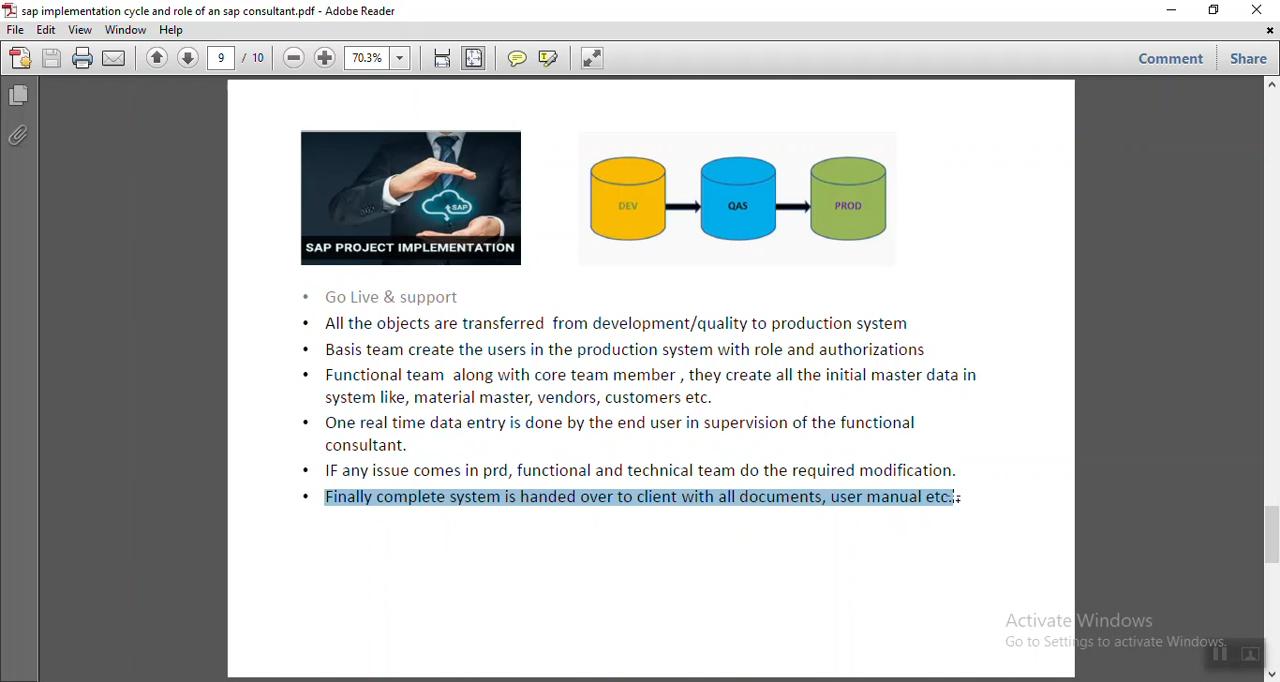 sap implementation cycle and role of an sap consultant.pdf - Adobe Reader
File Edit View Window Help
9 / 10 70.3% Comment Share
SAP
SAP PROJECT IMPLEMENTATION
DEV QAS PROD
• Go Live & support
• All the objects are transferred from development/quality to production system
• Basis team create the users in the production system with role and authorizations
• Functional team along with core team member , they create all the initial master data in
system like, material master, vendors, customers etc.
• One real time data entry is done by the end user in supervision of the functional
consultant.
• IF any issue comes in prd, functional and technical team do the required modification.
• Finally complete system is handed over to client with all documents, user manual etc.
Activate Windows
Go to Settings to activate Windows.